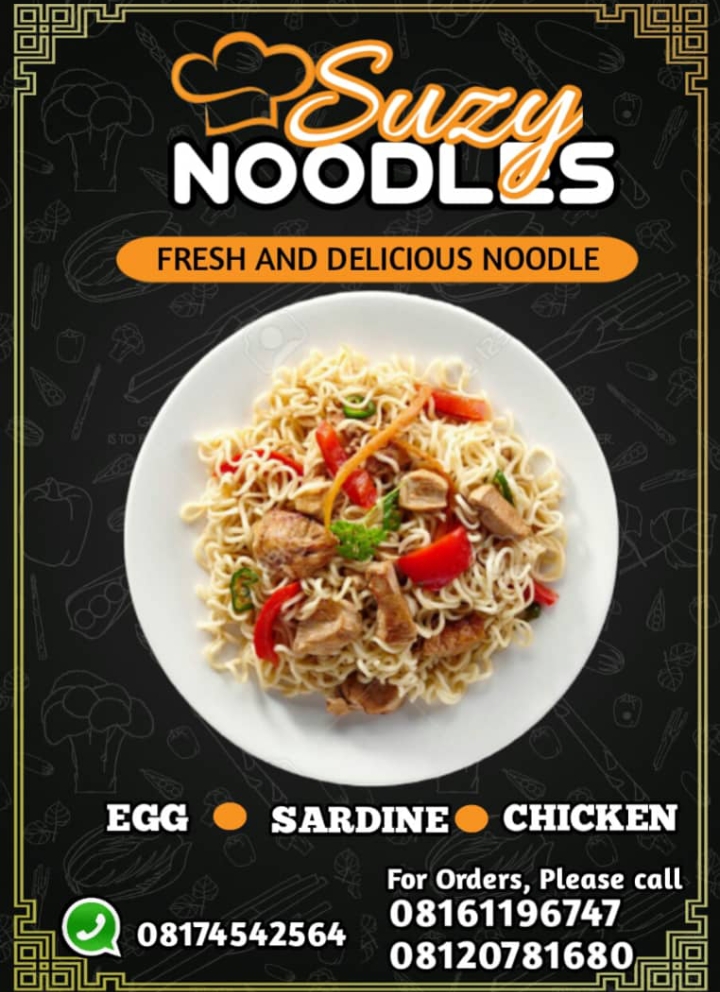 Suzy
NOODLES
FRESH AND DELICIOUS NOODLE
EGG SARDINE CHICKEN
For Orders, Please call
08174542564
08161196747
08120781680